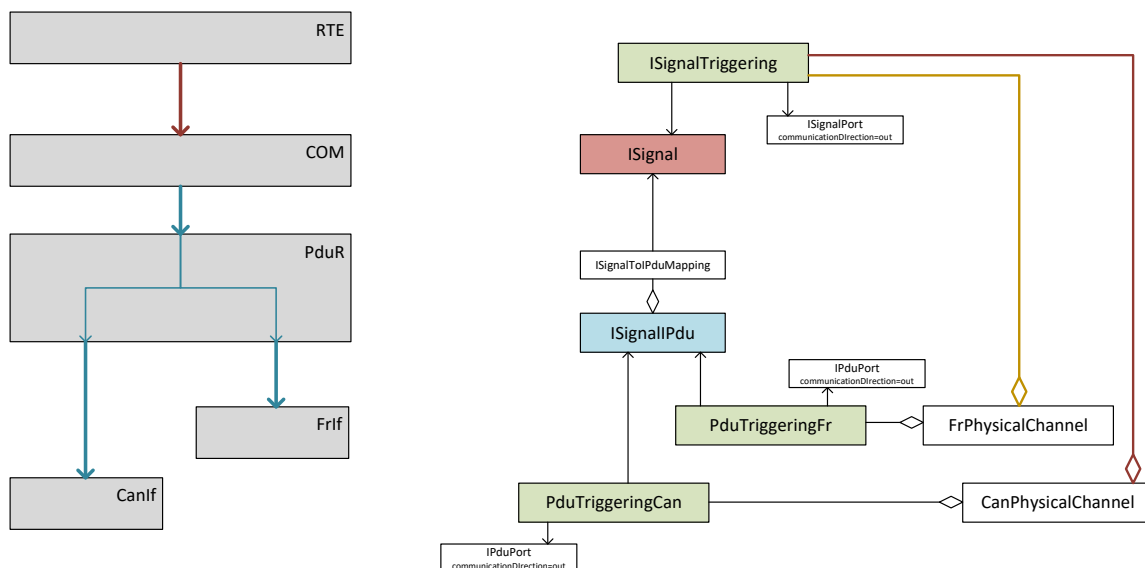 RTE
COM
PduR
FrIf
CanIf
ISignalTriggering
ISignalPort
communicationDIrection=out
ISignal
ISignalToIPduMapping
ISignalIPdu
IPduPort
communicationDIrection=out
PduTriggeringFr
FrPhysicalChannel
PduTriggeringCan
CanPhysicalChannel
IPduPort
communicationDIrection=out